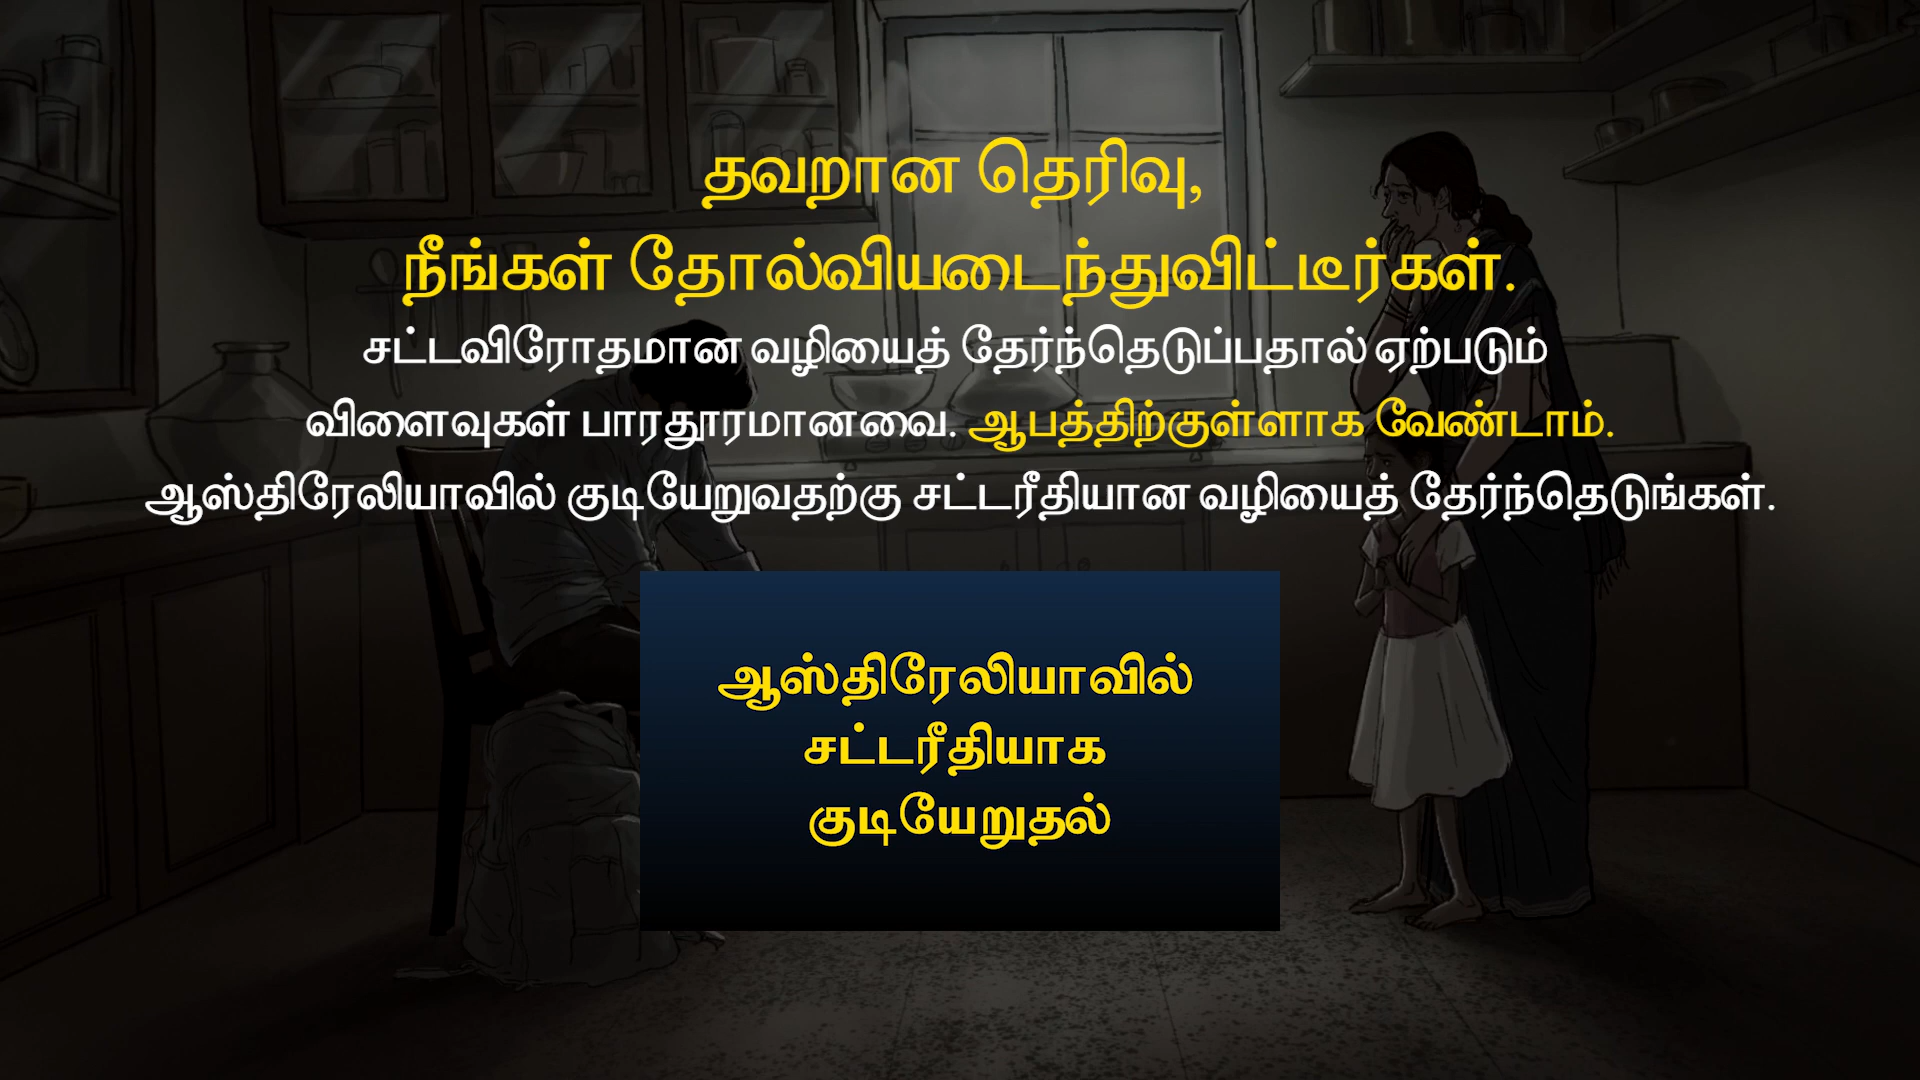 தவறான தெரிவு,
நீங்கள் தோல்வியடைந்துவிட்டீர்கள்.
சட்டவிரோதமான வழியைத் தேர்ந்தெடுப்பதால் ஏற்படும்
விளைவுகள் பாரதூரமானவை. ஆபத்திற்குள்ளாக வேண்டாம்.
ஆஸ்திரேலியாவில் குடியேறுவதற்கு சட்டரீதியான வழியைத் தேர்ந்தெடுங்கள்.
ஆஸ்திரேலியாவில்
சட்டரீதியாக
குடியேறுதல்